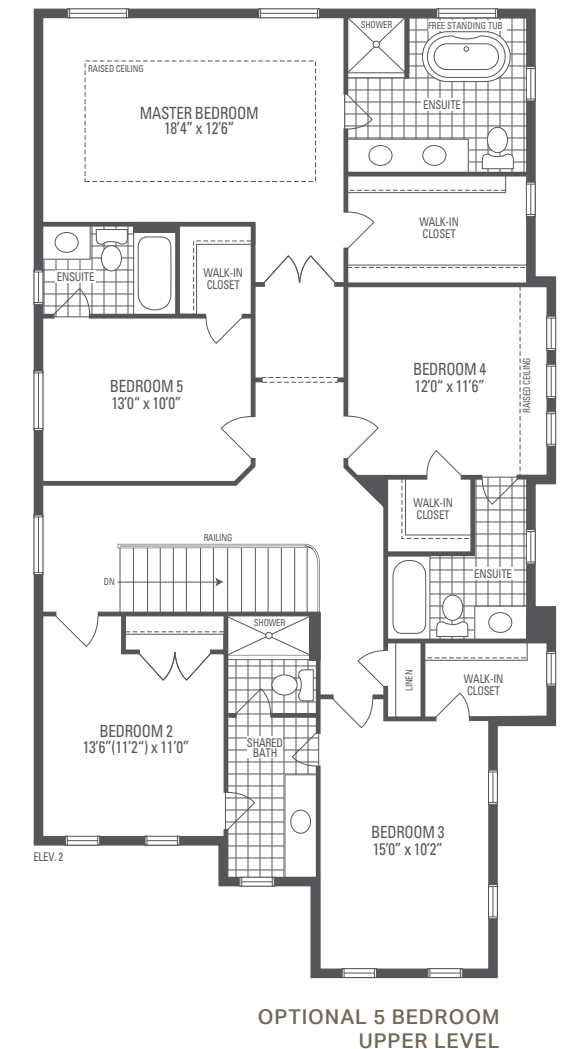 SHOWER
FREE STANDING TUB
RAISED CEILING
MASTER BEDROOM
18'4" x 12'6"
ENSUITE
WALK-IN
CLOSET
ENSUITE
WALK-IN
CLOSET
BEDROOM 5
13'0" x 10'0"
BEDROOM 4
12'0" x 11'6"
RAISED CEILING
WALK-IN
CLOSET
RAILING
DN
ENSUITE
SHOWER
LINEN
WALK-IN
CLOSET
BEDROOM 2
13'6"(11'2") x 11'0"
SHARED
BATH
BEDROOM 3
15'0" x 10'2"
ELEV. 2
OPTIONAL 5 BEDROOM
UPPER LEVEL